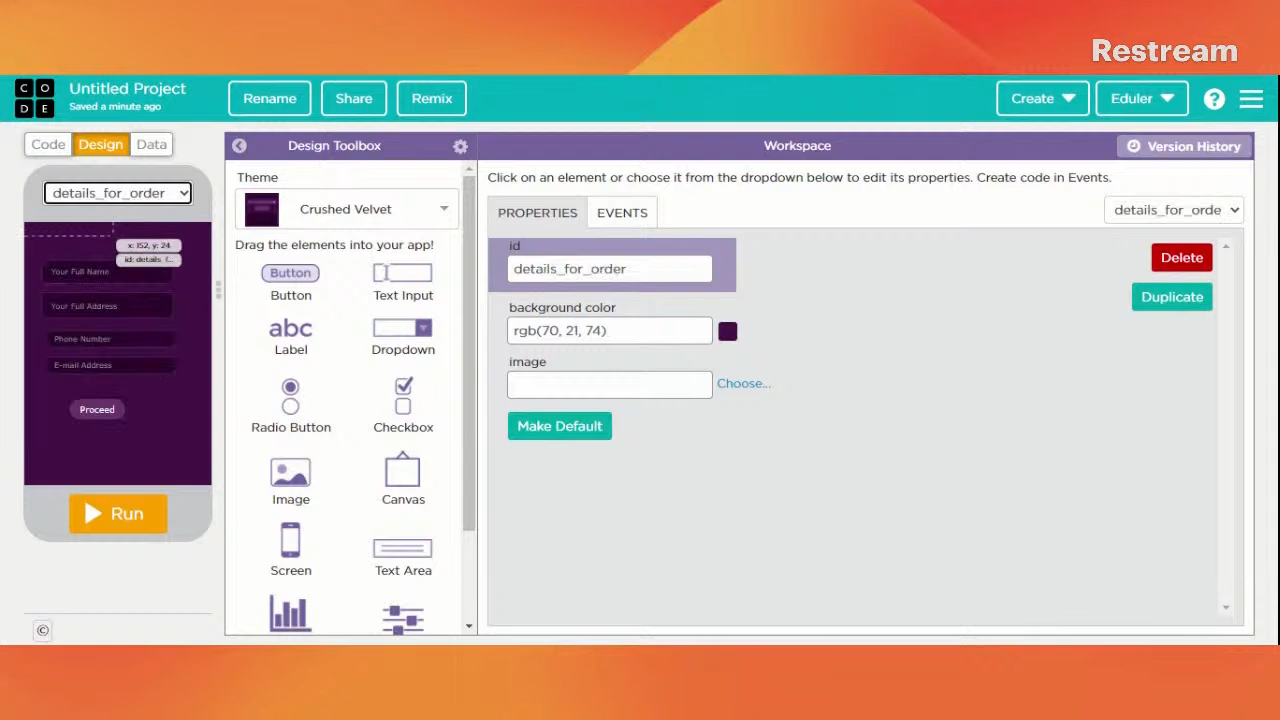 Restream
C O D E
Untitled Project
Saved a minute ago
Rename
Share
Remix
Create
Eduler
?
Code
Design
Data
Design Toolbox
Workspace
Version History
details_for_order
Theme
Crushed Velvet
Click on an element or choose it from the dropdown below to edit its properties. Create code in Events.
PROPERTIES
EVENTS
details_for_orde
x: 152, y: 24
id: details_f...
Your Full Name
Your Full Address
Phone Number
E-mail Address
Proceed
Run
©
Drag the elements into your app!
Button
Button
Text Input
abc
Label
Dropdown
Radio Button
Checkbox
Image
Canvas
Screen
Text Area
id
details_for_order
background color
rgb(70, 21, 74)
image
Choose...
Make Default
Delete
Duplicate